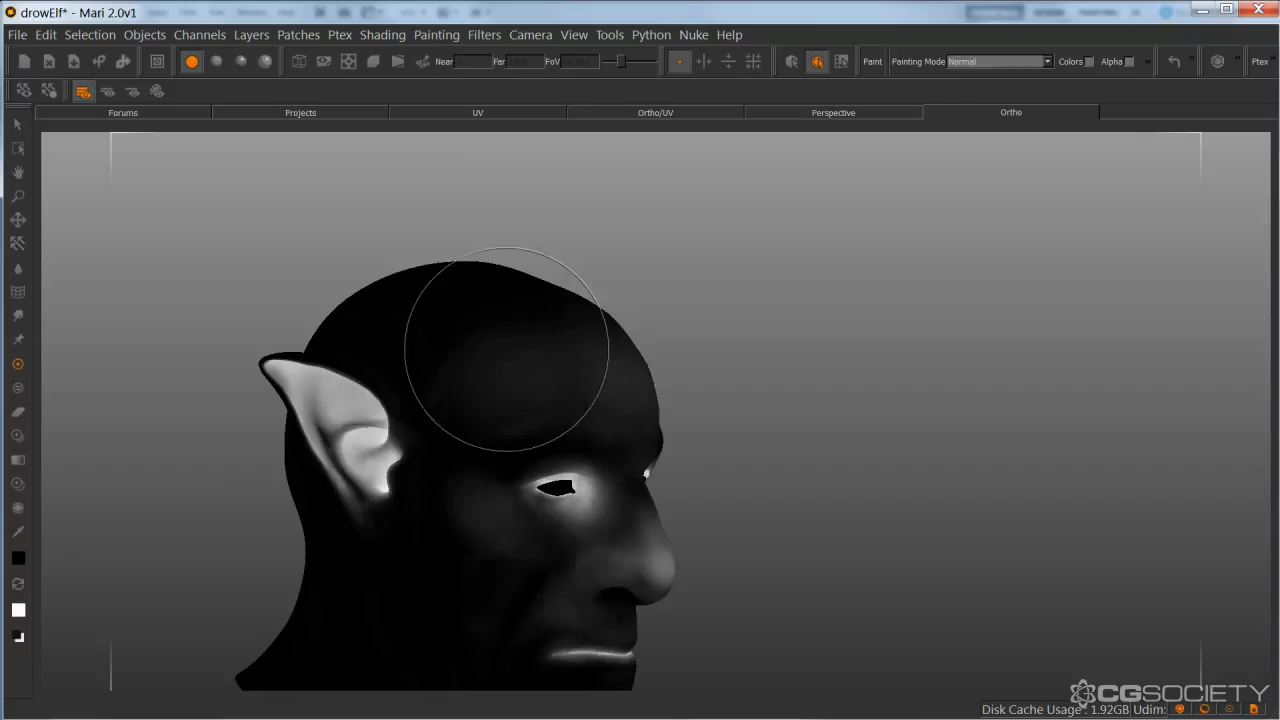 drowElf* - Mari 2.0v1
File Edit Selection Objects Channels Layers Patches Ptex Shading Painting Filters Camera View Tools Python Nuke Help
Near Far FoV Paint Painting Mode Normal Colors Alpha Ptex
Forums Projects UV Ortho/UV Perspective Ortho
CGSOCIETY
Disk Cache Usage : 1.92GB Udim: